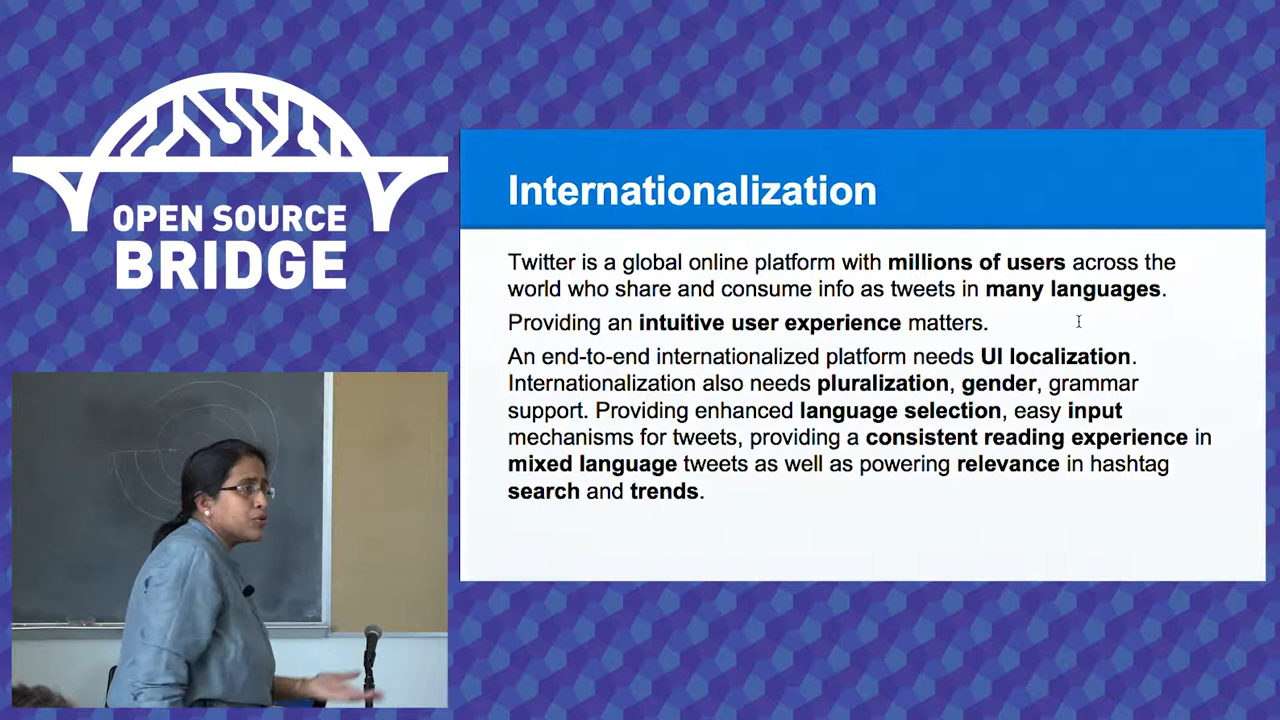 OPEN SOURCE
BRIDGE
Internationalization
Twitter is a global online platform with millions of users across the
world who share and consume info as tweets in many languages.
Providing an intuitive user experience matters.
An end-to-end internationalized platform needs UI localization.
Internationalization also needs pluralization, gender, grammar
support. Providing enhanced language selection, easy input
mechanisms for tweets, providing a consistent reading experience in
mixed language tweets as well as powering relevance in hashtag
search and trends.